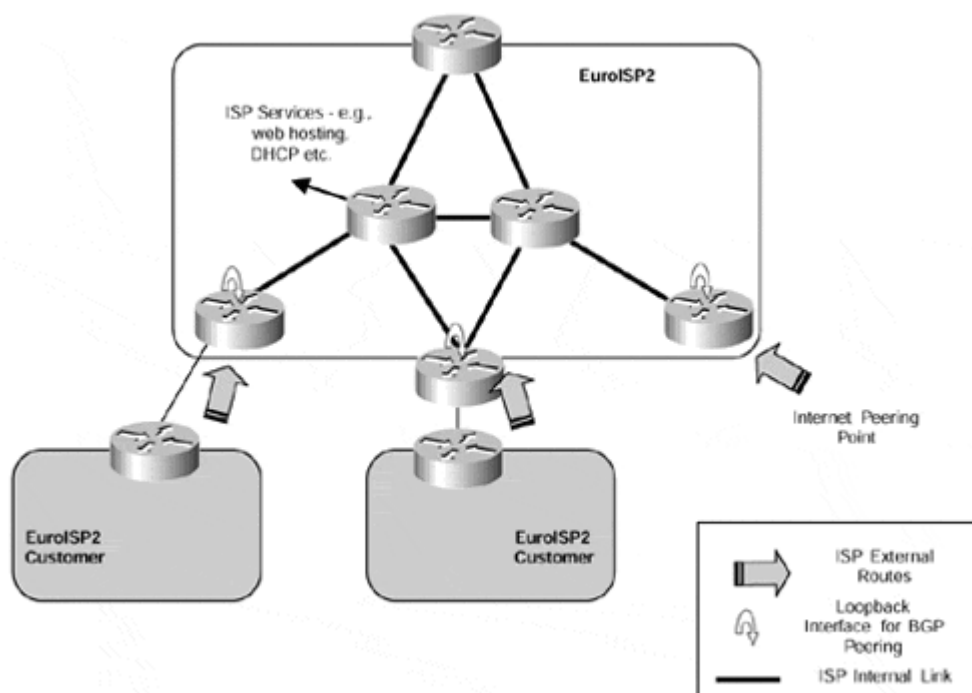 EuroISP2
ISP Services - e.g.,
web hosting,
DHCP etc.
Internet Peering
Point
EuroISP2
Customer
EuroISP2
Customer
ISP External
Routes
Loopback
Interface for BGP
Peering
ISP Internal Link